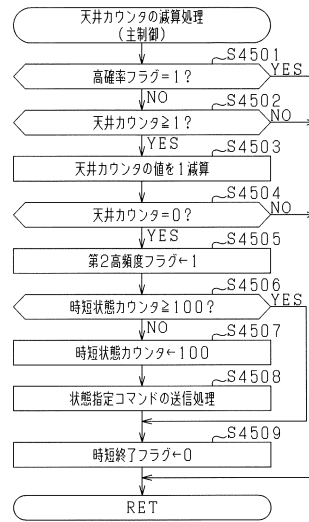 天井カウンタの減算処理
(主制御)
S4501
高確率フラグ=1?
YES
NO
S4502
天井カウンタ≧1?
NO
YES
S4503
天井カウンタの値を1減算
S4504
天井カウンタ=0?
NO
YES
S4505
第2高頻度フラグ←1
S4506
時短状態カウンタ≧100?
YES
NO
S4507
時短状態カウンタ←100
S4508
状態指定コマンドの送信処理
S4509
時短終了フラグ←0
RET